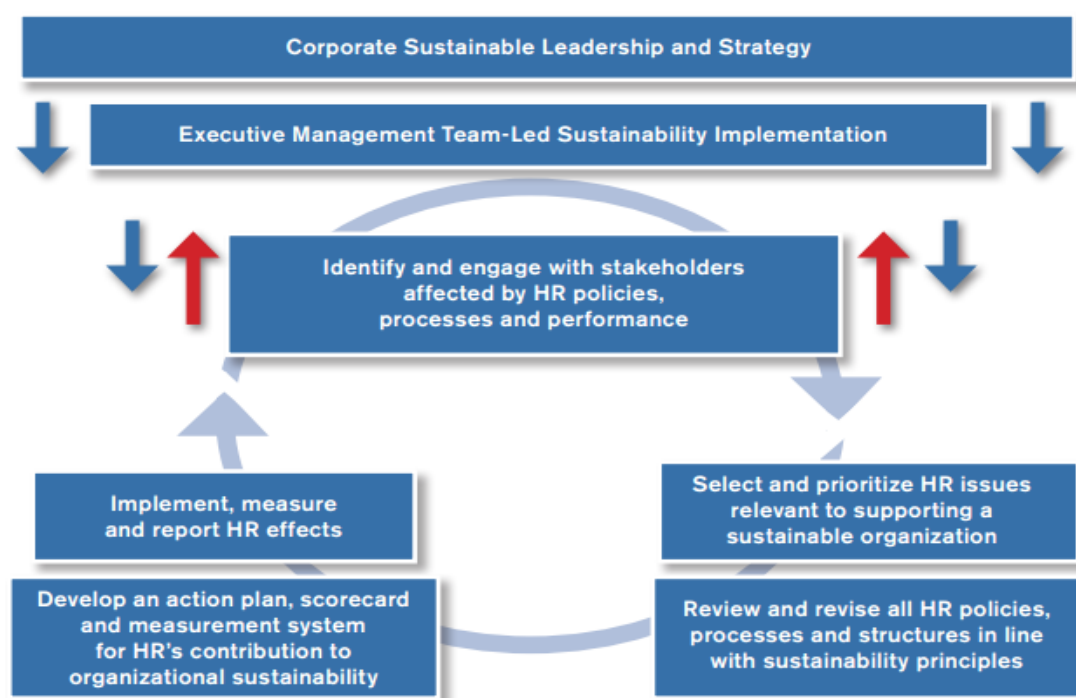 Corporate Sustainable Leadership and Strategy
Executive Management Team-Led Sustainability Implementation
Identify and engage with stakeholders
affected by HR policies,
processes and performance
Select and prioritize HR issues
relevant to supporting a
sustainable organization
Review and revise all HR policies,
processes and structures in line
with sustainability principles
Develop an action plan, scorecard
and measurement system
for HR's contribution to
organizational sustainability
Implement, measure
and report HR effects